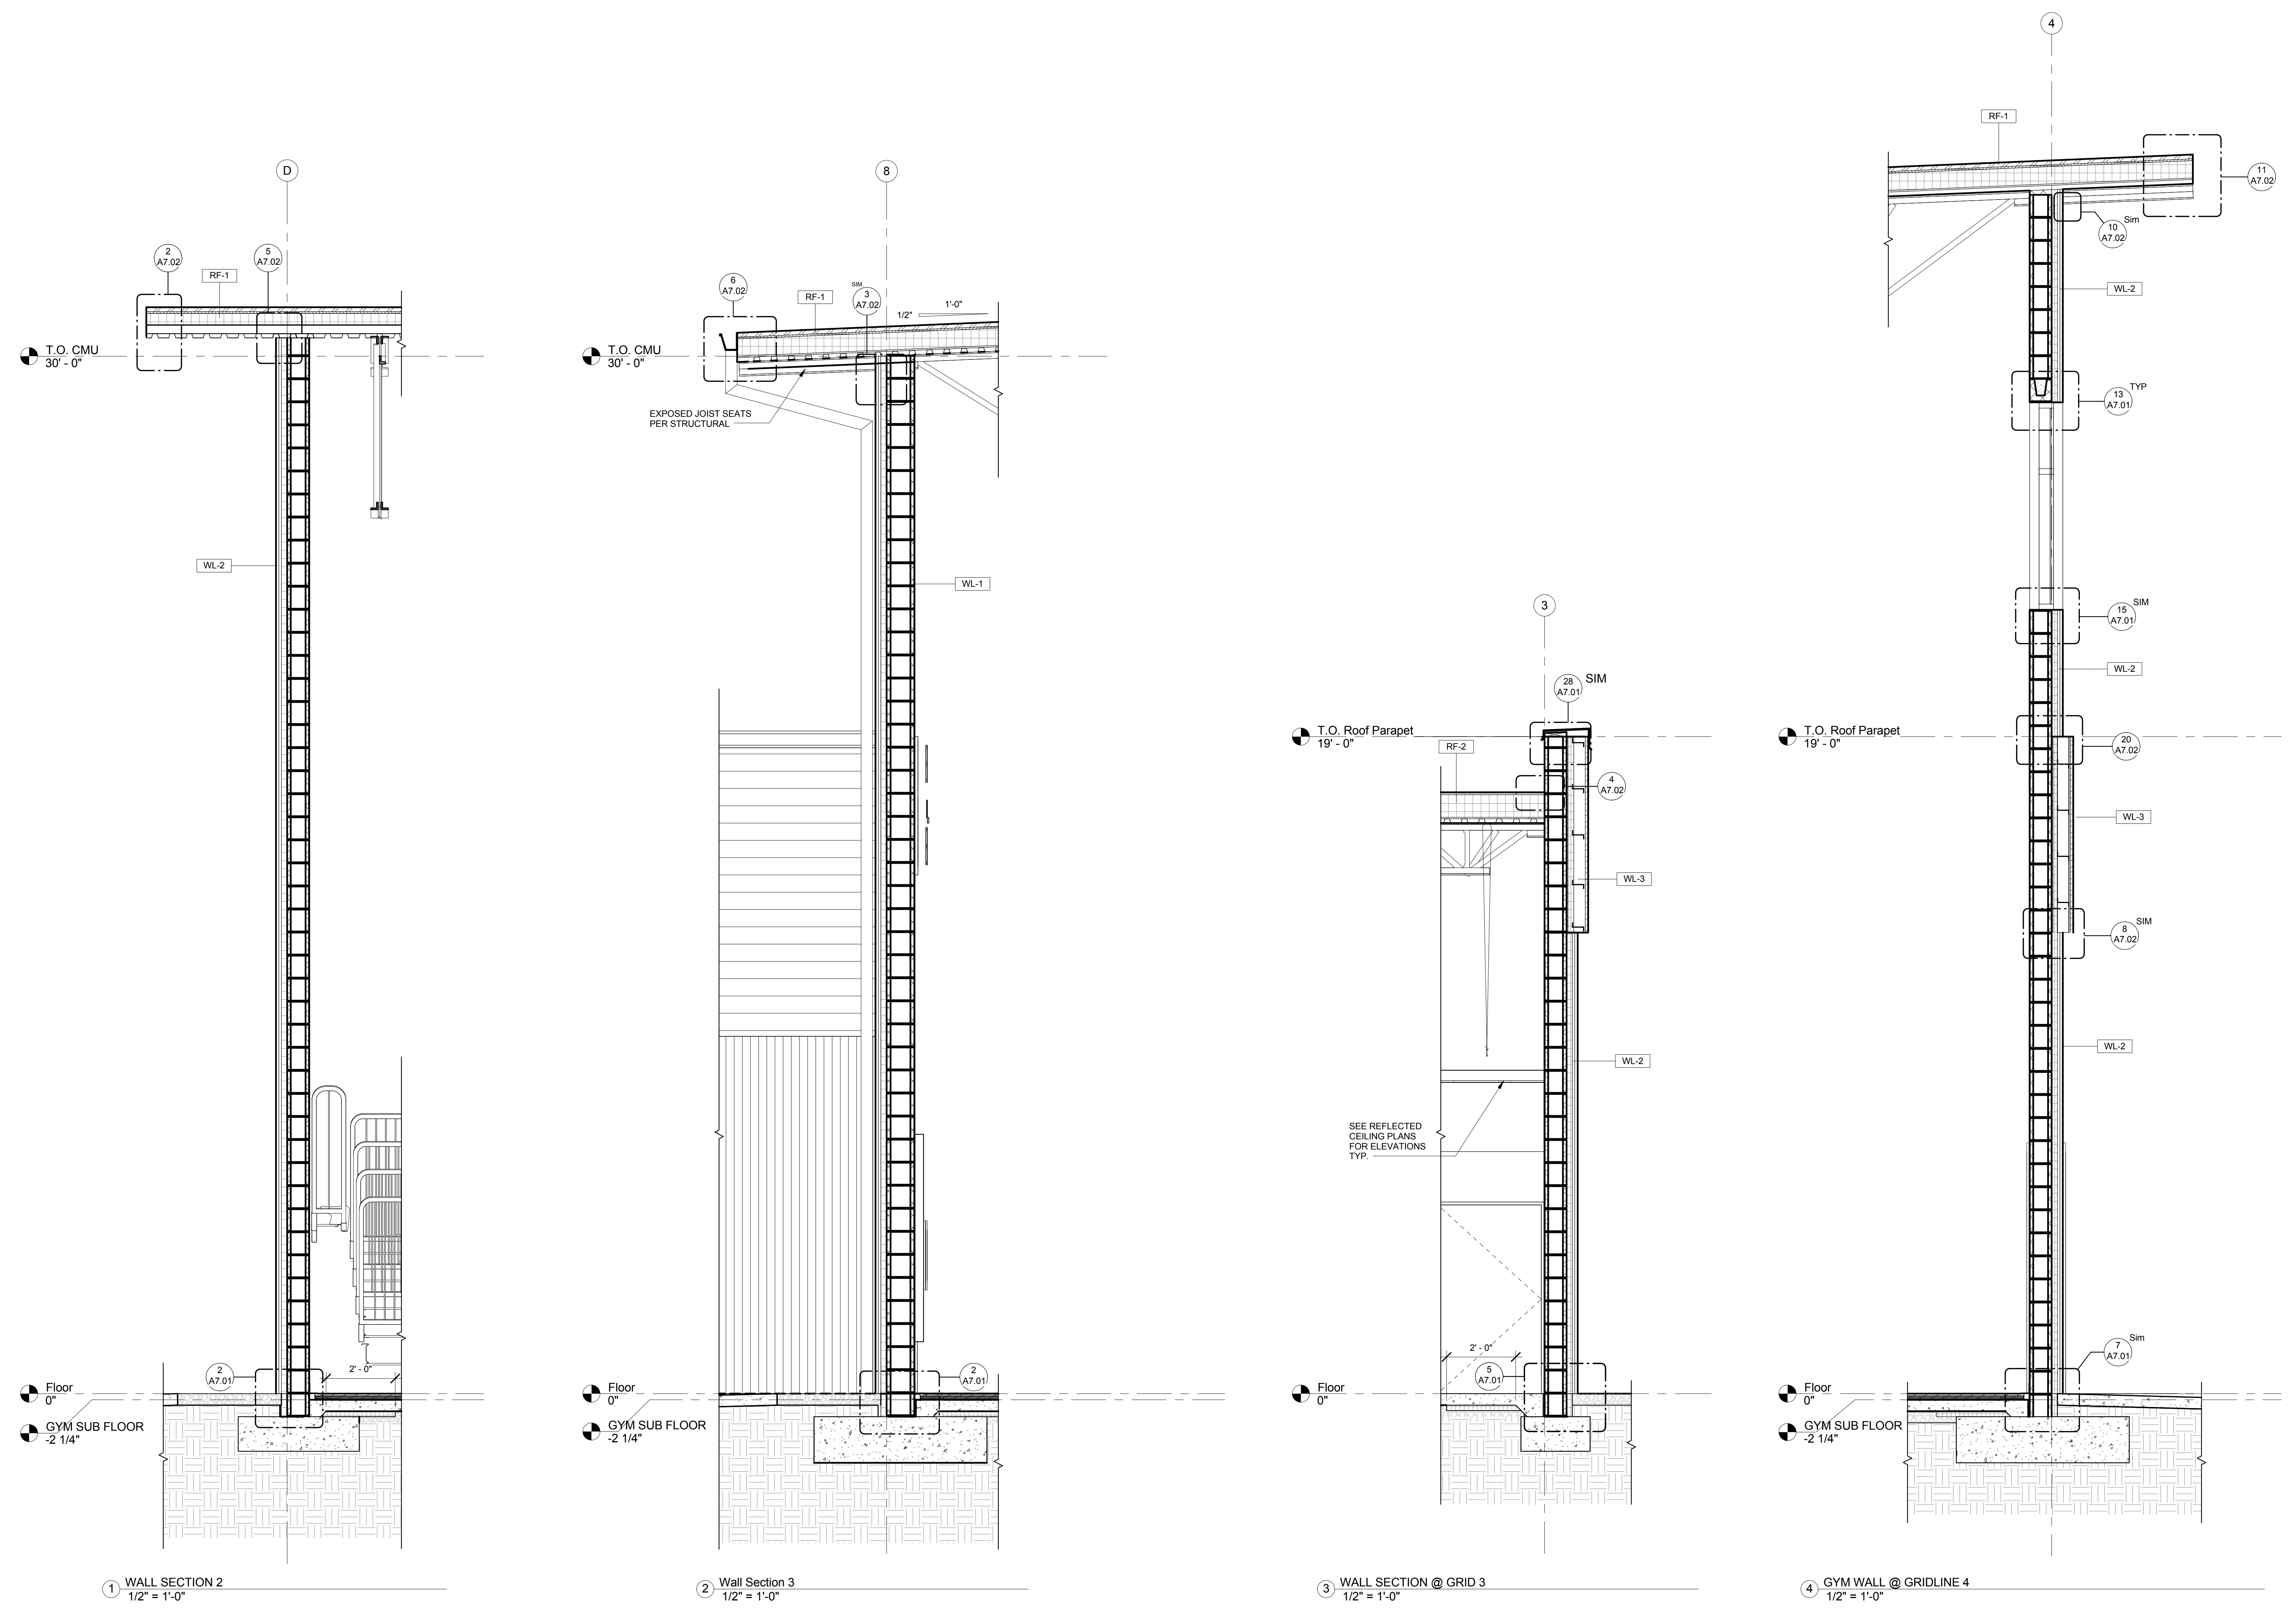 D
2
A7.02
RF-1
5
A7.02
T.O. CMU
30' - 0"
WL-2
2
A7.01
2' - 0"
Floor
0"
GYM SUB FLOOR
-2 1/4"
1
WALL SECTION 2
1/2" = 1'-0"
8
6
A7.02
RF-1
SIM
3
A7.02
1'-0"
1/2"
T.O. CMU
30' - 0"
EXPOSED JOIST SEATS
PER STRUCTURAL
WL-1
2
A7.01
Floor
0"
GYM SUB FLOOR
-2 1/4"
2
Wall Section 3
1/2" = 1'-0"
3
28
A7.01
SIM
T.O. Roof Parapet
19' - 0"
RF-2
4
A7.02
WL-3
WL-2
SEE REFLECTED
CEILING PLANS
FOR ELEVATIONS
TYP.
2' - 0"
5
A7.01
Floor
0"
3
WALL SECTION @ GRID 3
1/2" = 1'-0"
4
RF-1
11
A7.02
10
A7.02
Sim
WL-2
13
A7.01
TYP
15
A7.01
SIM
WL-2
T.O. Roof Parapet
19' - 0"
20
A7.02
WL-3
8
A7.02
SIM
WL-2
7
A7.01
Sim
Floor
0"
GYM SUB FLOOR
-2 1/4"
4
GYM WALL @ GRIDLINE 4
1/2" = 1'-0"